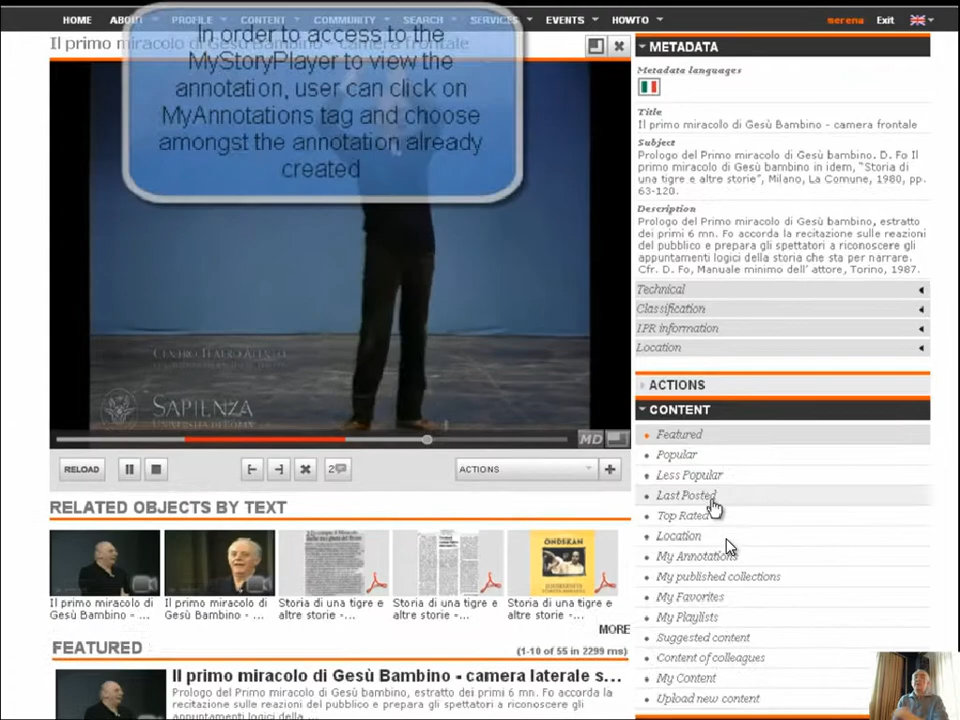 HOME ABOUT PROFILE CONTENT COMMUNITY SEARCH SERVICES EVENTS HOWTO serena Exit
Il primo miracolo di Gesù Bambino - camera frontale
In order to access to the
MyStoryPlayer to view the
annotation, user can click on
MyAnnotations tag and choose
amongst the annotation already
created
CENTRO TEATRO ATENEO
SAPIENZA
UNIVERSITÀ DI ROMA
MD
RELOAD 2 ACTIONS
RELATED OBJECTS BY TEXT
ONDEKAN
Il primo miracolo di
Gesù Bambino - ...
Il primo miracolo di
Gesù Bambino - ...
Storia di una tigre e
altre storie - ...
Storia di una tigre e
altre storie - ...
Storia di una tigre e
altre storie - ...
MORE
FEATURED (1-10 of 55 in 2299 ms)
Il primo miracolo di Gesù Bambino - camera laterale s...
Prologo del Primo miracolo di Gesù bambino, estratto
dei primi 6 mn. Fo accorda la recitazione sulle reazioni
del pubblico e prepara gli spettatori a riconoscere gli
appuntamenti logici della ...
METADATA
Metadata languages
Title
Il primo miracolo di Gesù Bambino - camera frontale
Subject
Prologo del Primo miracolo di Gesù bambino. D. Fo Il
primo miracolo di Gesù bambino in idem, "Storia di
una tigre e altre storie", Milano, La Comune, 1980, pp.
63-120.
Description
Prologo del Primo miracolo di Gesù bambino, estratto
dei primi 6 mn. Fo accorda la recitazione sulle reazioni
del pubblico e prepara gli spettatori a riconoscere gli
appuntamenti logici della storia che sta per narrare.
Cfr. D. Fo, Manuale minimo dell' attore, Torino, 1987.
Technical
Classification
IPR information
Location
ACTIONS
CONTENT
Featured
Popular
Less Popular
Last Posted
Top Rated
Location
My Annotations
My published collections
My Favorites
My Playlists
Suggested content
Content of colleagues
My Content
Upload new content